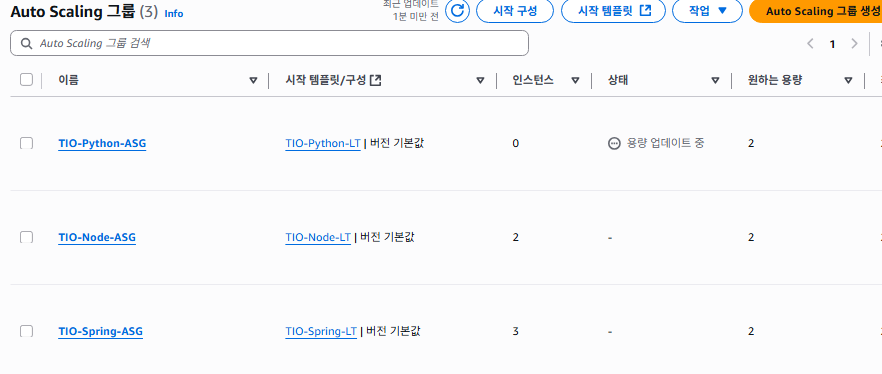 Auto Scaling 그룹 (3) Info
최근 업데이트
1분 미만 전
시작 구성
시작 템플릿
작업
Auto Scaling 그룹 생성
Auto Scaling 그룹 검색
1
이름
시작 템플릿/구성
인스턴스
상태
원하는 용량
TIO-Python-ASG
TIO-Python-LT | 버전 기본값
0
용량 업데이트 중
2
TIO-Node-ASG
TIO-Node-LT | 버전 기본값
2
-
2
TIO-Spring-ASG
TIO-Spring-LT | 버전 기본값
3
-
2